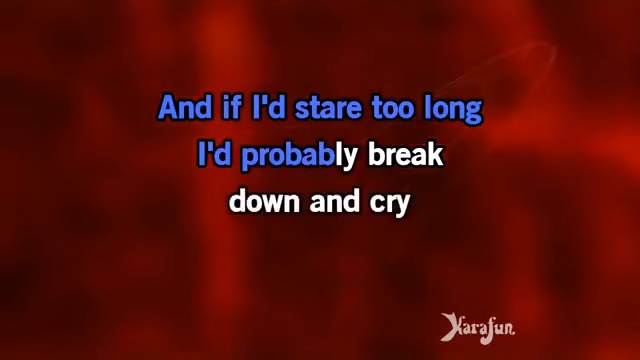 And if I'd stare too long
I'd probably break
down and cry
Karafun